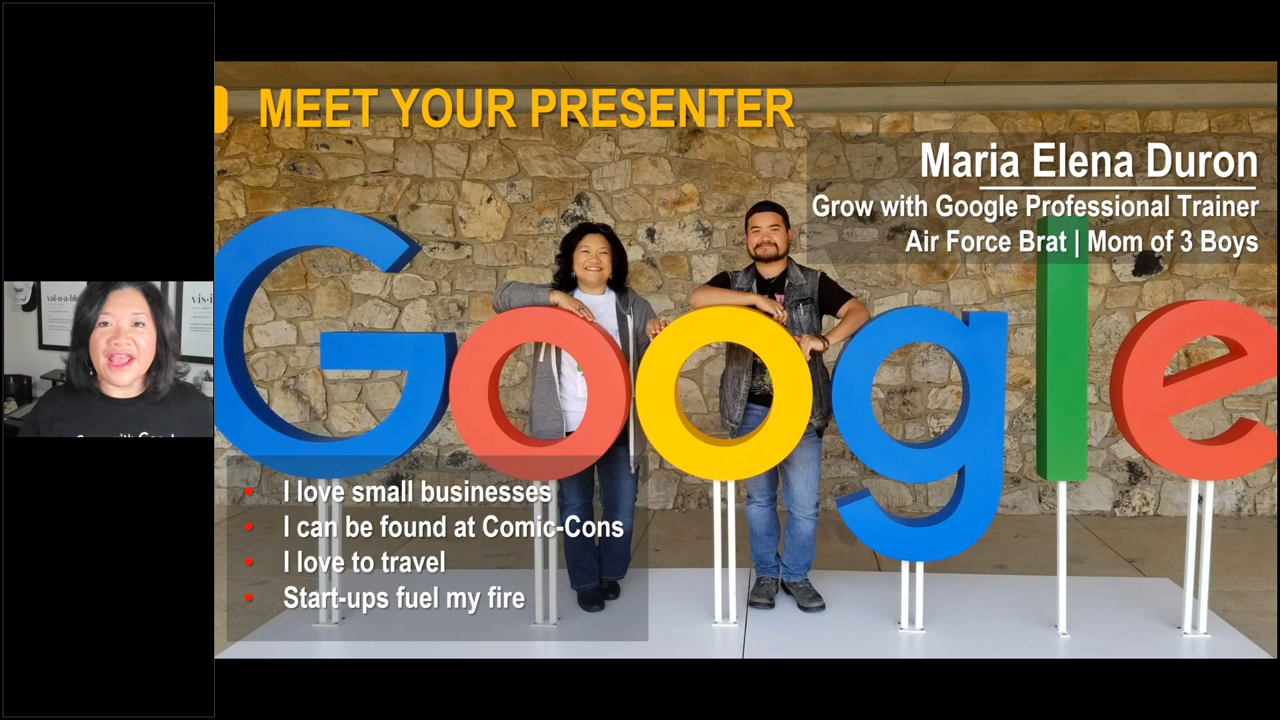 MEET YOUR PRESENTER
Maria Elena Duron
Grow with Google Professional Trainer
Air Force Brat | Mom of 3 Boys
Google
• I love small businesses
• I can be found at Comic-Cons
• I love to travel
• Start-ups fuel my fire